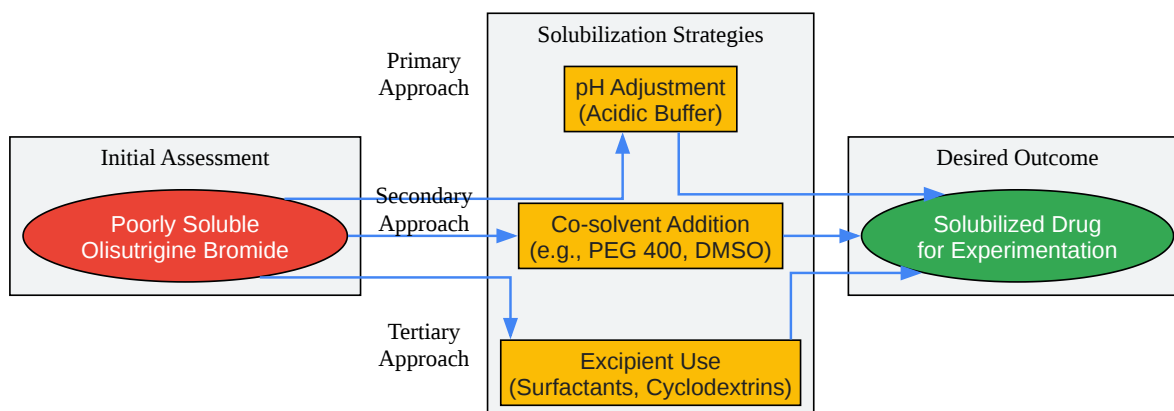 Solubilization Strategies
Primary
Approach
pH Adjustment
(Acidic Buffer)
Initial Assessment
Poorly Soluble
Olisutrigine Bromide
Secondary
Approach
Co-solvent Addition
(e.g., PEG 400, DMSO)
Desired Outcome
Solubilized Drug
for Experimentation
Tertiary
Approach
Excipient Use
(Surfactants, Cyclodextrins)